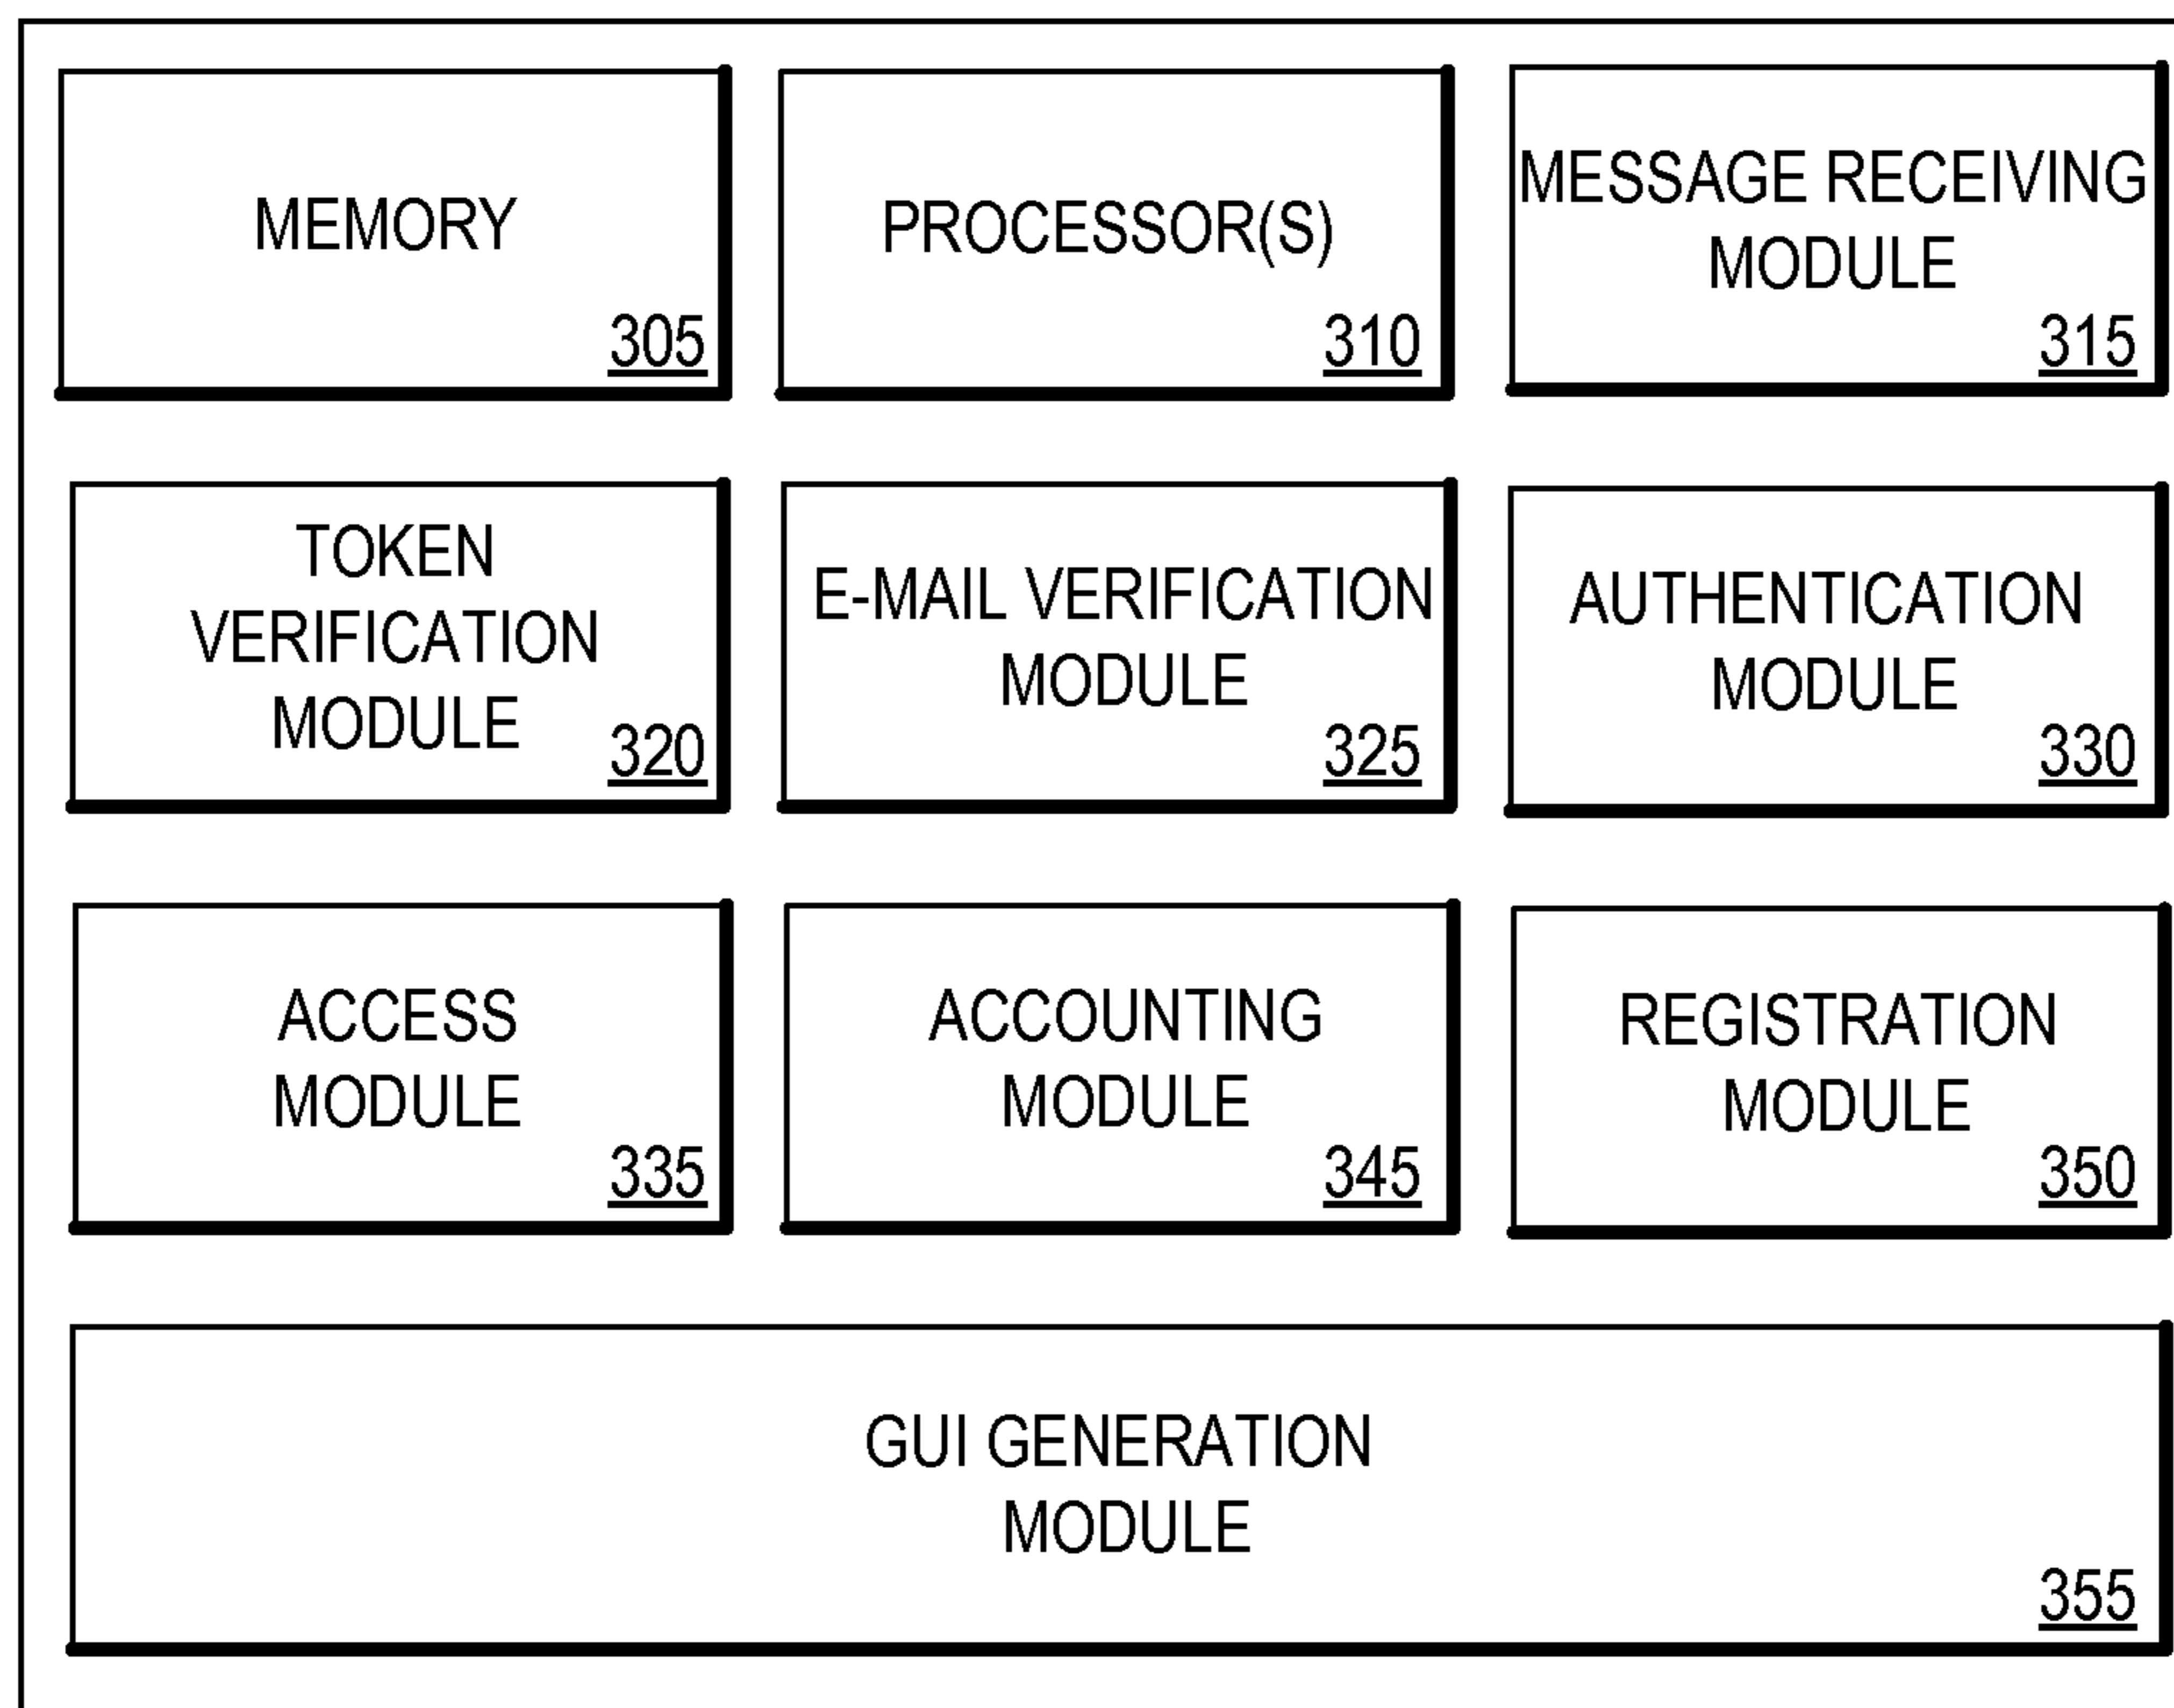 MEMORY
305
PROCESSOR(S)
310
MESSAGE RECEIVING
MODULE
315
TOKEN
VERIFICATION
MODULE
320
E-MAIL VERIFICATION
MODULE
325
AUTHENTICATION
MODULE
330
ACCESS
MODULE
335
ACCOUNTING
MODULE
345
REGISTRATION
MODULE
350
GUI GENERATION
MODULE
355